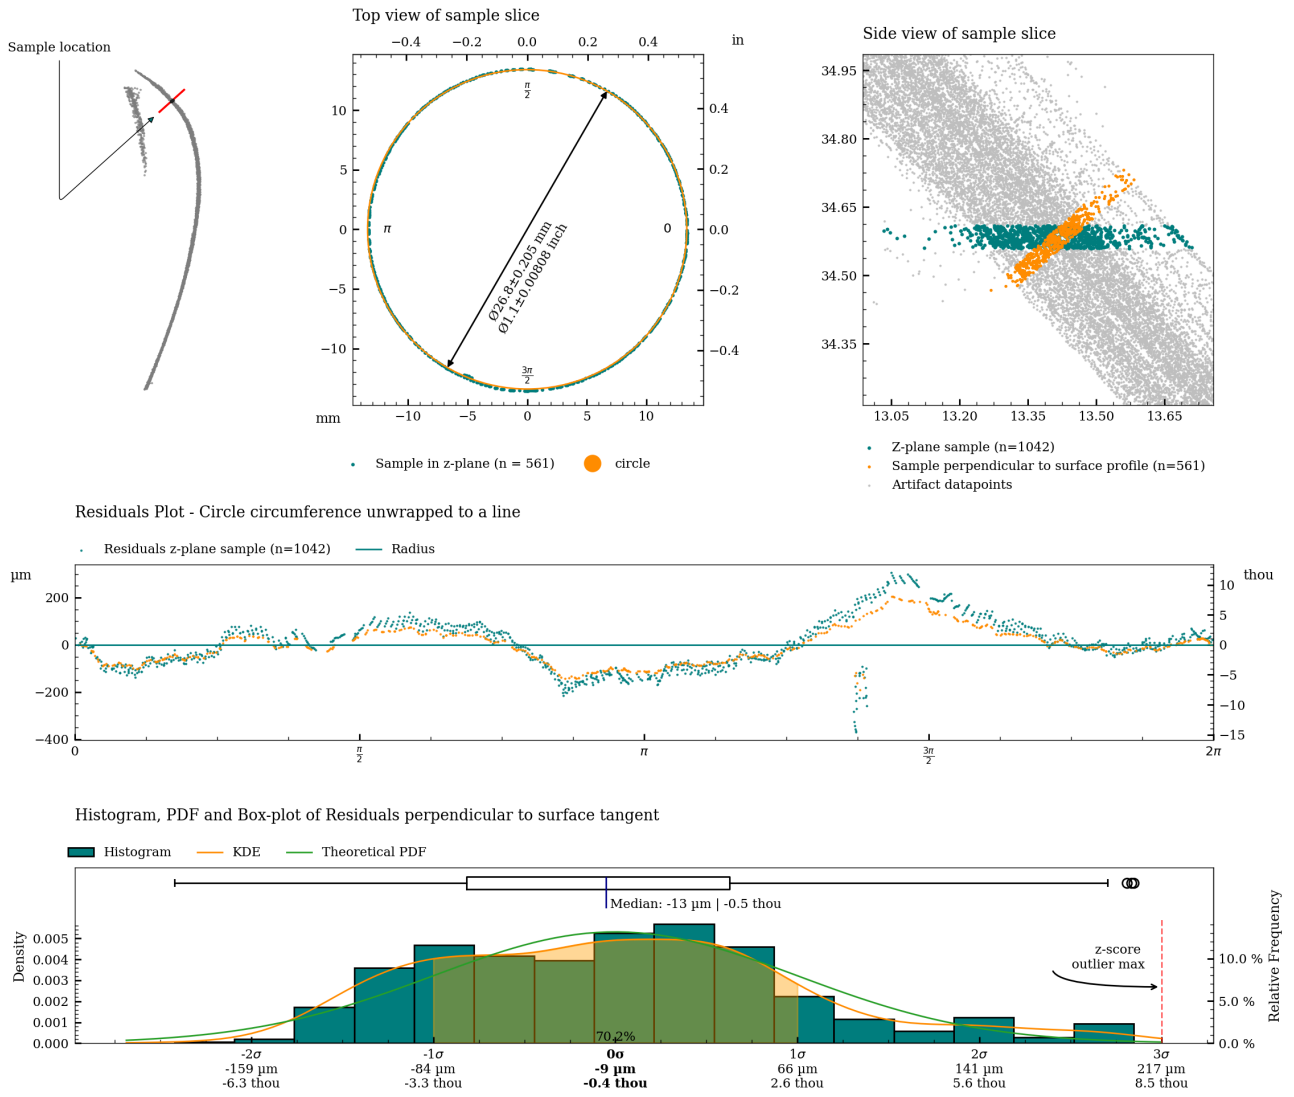 Sample location
Top view of sample slice
−0.4 −0.2 0.0 0.2 0.4 in
10
5
0
−5
−10
mm
0.4
0.2
0.0
−0.2
−0.4
π/2
π
0
3π/2
Ø26.8±0.205 mm
Ø1.1±0.00808 inch
−10 −5 0 5 10
Sample in z-plane (n = 561) circle
Side view of sample slice
34.95
34.80
34.65
34.50
34.35
13.05 13.20 13.35 13.50 13.65
Z-plane sample (n=1042)
Sample perpendicular to surface profile (n=561)
Artifact datapoints
Residuals Plot - Circle circumference unwrapped to a line
Residuals z-plane sample (n=1042) Radius
µm
200
0
−200
−400
thou
10
5
0
−5
−10
−15
0 π/2 π 3π/2 2π
Histogram, PDF and Box-plot of Residuals perpendicular to surface tangent
Histogram KDE Theoretical PDF
Median: -13 µm | -0.5 thou
Density
0.005
0.004
0.003
0.002
0.001
0.000
z-score
outlier max
10.0 %
5.0 %
0.0 %
Relative Frequency
70.2%
-2σ -1σ 0σ 1σ 2σ 3σ
-159 µm -84 µm -9 µm 66 µm 141 µm 217 µm
-6.3 thou -3.3 thou -0.4 thou 2.6 thou 5.6 thou 8.5 thou